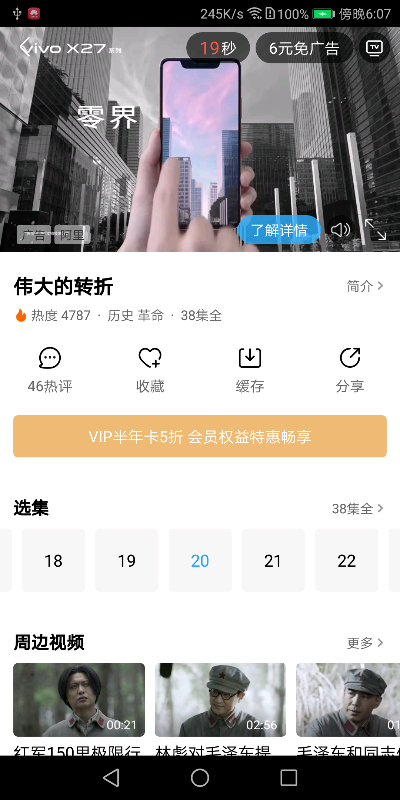 245K/s 100% 傍晚6:07
vivo X27 系列
19秒
6元免广告
TV
零界
广告 阿里
了解详情
伟大的转折
简介
热度 4787 · 历史 革命 · 38集全
46热评
收藏
缓存
分享
VIP半年卡5折 会员权益特惠畅享
选集
38集全
18
19
20
21
22
周边视频
更多
00:21
02:56
01
红军150里极限行
林彪对毛泽东提
毛泽东和同志